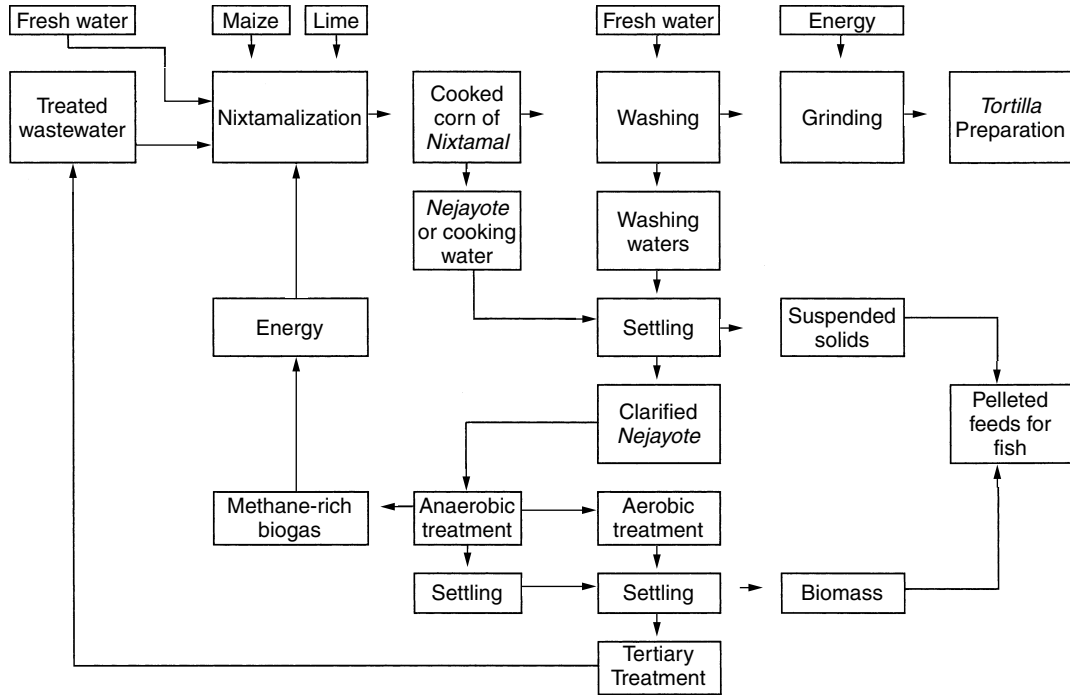 Fresh water
Maize
Lime
Fresh water
Energy
Treated
wastewater
Nixtamalization
Cooked
corn of
Nixtamal
Washing
Grinding
Tortilla
Preparation
Nejayote
or cooking
water
Washing
waters
Energy
Settling
Suspended
solids
Clarified
Nejayote
Pelleted
feeds for
fish
Methane-rich
biogas
Anaerobic
treatment
Aerobic
treatment
Settling
Settling
Biomass
Tertiary
Treatment